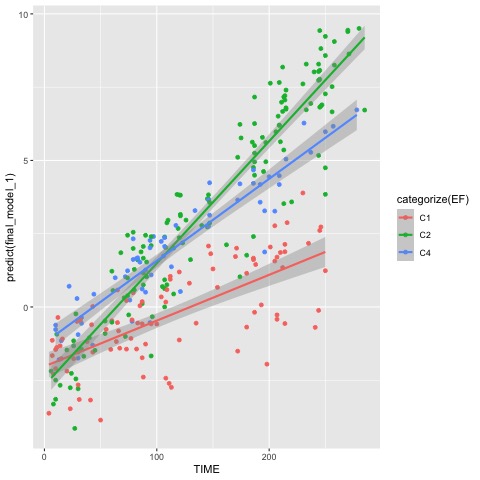 10
5
0
0
100
200
TIME
predict(final_model_1)
categorize(EF)
C1
C2
C4